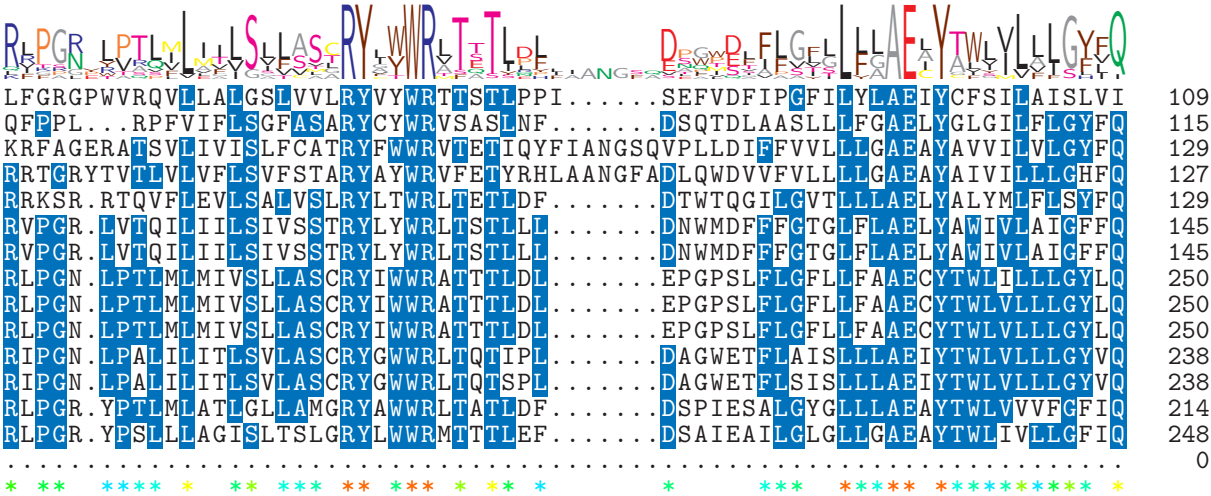 LFGRGPWVRQVLLALGSLVVLRYVYWRTTSTLPPI.......SEFVDFIPGFILYLAEIYCFSILAISLVI 109
QFPPL...RPFVIFLSGFASARYCYWRVSASLNF.......DSQTDLAASLLLFGAELYGLGILFLGYFQ 115
KRFAGERATSVLIVISLFCATRYFWWRVTETIQYFIANGSQVPLLDIFFVVLLLGAEAYAVVILVLGYFQ 129
RRTGRYTVTLVLVFLSVFSTARYAYWRVFETYRHLAANGFADLQWDVVFVLLLLGAEAYAIVILLLGHFQ 127
RRKSR.RTQVFLEVLSALVSLRYLTWRLTETLDF.......DTWTQGILGVTLLLAELYALYMLFLSYFQ 129
RVPGR.LVTQILIILSIVSSTRYLYWRLTSTLLL.......DNWMDFFFGTGLFLAELYAWIVLAIGFFQ 145
RVPGR.LVTQILIILSIVSSTRYLYWRLTSTLLL.......DNWMDFFFGTGLFLAELYAWIVLAIGFFQ 145
RLPGN.LPTLMLMIVSLLASCRYIWWRATTTLDL.......EPGPSLFLGFLLFAAECYTWLILLLGYLQ 250
RLPGN.LPTLMLMIVSLLASCRYIWWRATTTLDL.......EPGPSLFLGFLLFAAECYTWLVLLLGYLQ 250
RLPGN.LPTLMLMIVSLLASCRYIWWRATTTLDL.......EPGPSLFLGFLLFAAECYTWLVLLLGYLQ 250
RIPGN.LPALILITLSVLASCRYGWWRLTQTIPL.......DAGWETFLAISLLLAEIYTWLVLLLGYVQ 238
RIPGN.LPALILITLSVLASCRYGWWRLTQTSPL.......DAGWETFLSISLLLAEIYTWLVLLLGYVQ 238
RLPGR.YPTLMLATLGLLAMGRYAWWRLTATLDF.......DSPIESALGYGLLLAEAYTWLVVVFGFIQ 214
RLPGR.YPSLLLAGISLTSLGRYLWWRMTTTLEF.......DSAIEAILGLGLLGAEAYTWLIVLLGFIQ 248
.................................................................... 0
* ** **** * ** *** ** *** * ** * * *** ***** ********** *